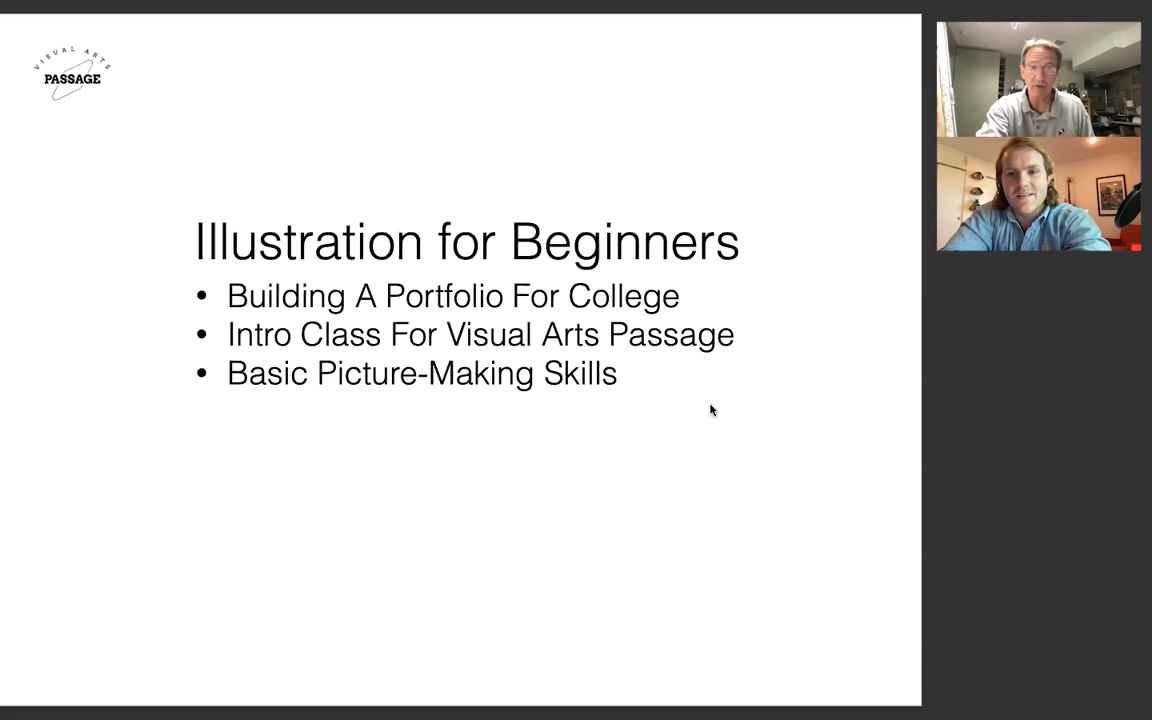 VISUAL ARTS
PASSAGE
Illustration for Beginners
• Building A Portfolio For College
• Intro Class For Visual Arts Passage
• Basic Picture-Making Skills